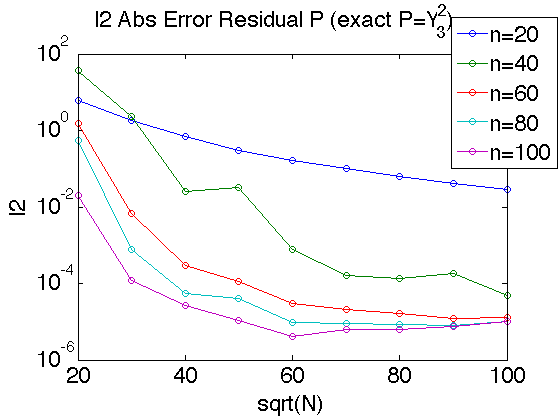 l2 Abs Error Residual P (exact P=Y₃²)
n=20
n=40
n=60
n=80
n=100
10²
10⁰
10⁻²
10⁻⁴
10⁻⁶
l2
20 40 60 80 100
sqrt(N)